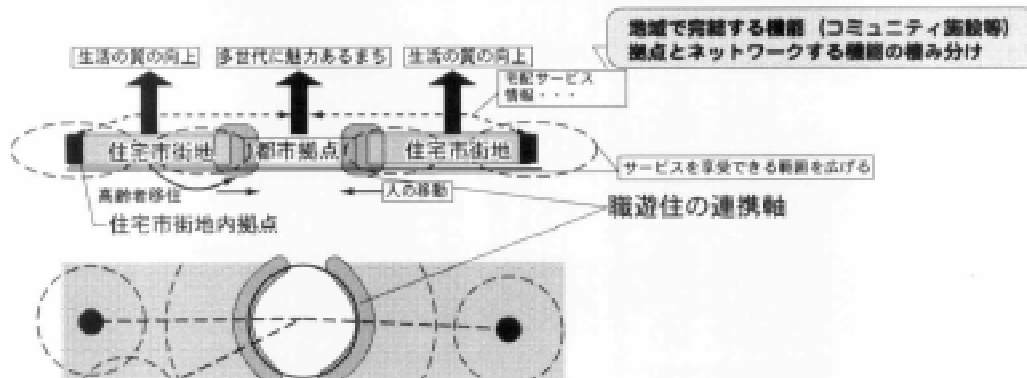 地域で完結する機能（コミュニティ施設等）
拠点とネットワークする機能の棲み分け
生活の質の向上
多世代に魅力あるまち
生活の質の向上
宅配サービス
情報・・・
住宅市街地
都市拠点
住宅市街地
サービスを享受できる範囲を広げる
高齢者移住
人の移動
職遊住の連携軸
住宅市街地内拠点